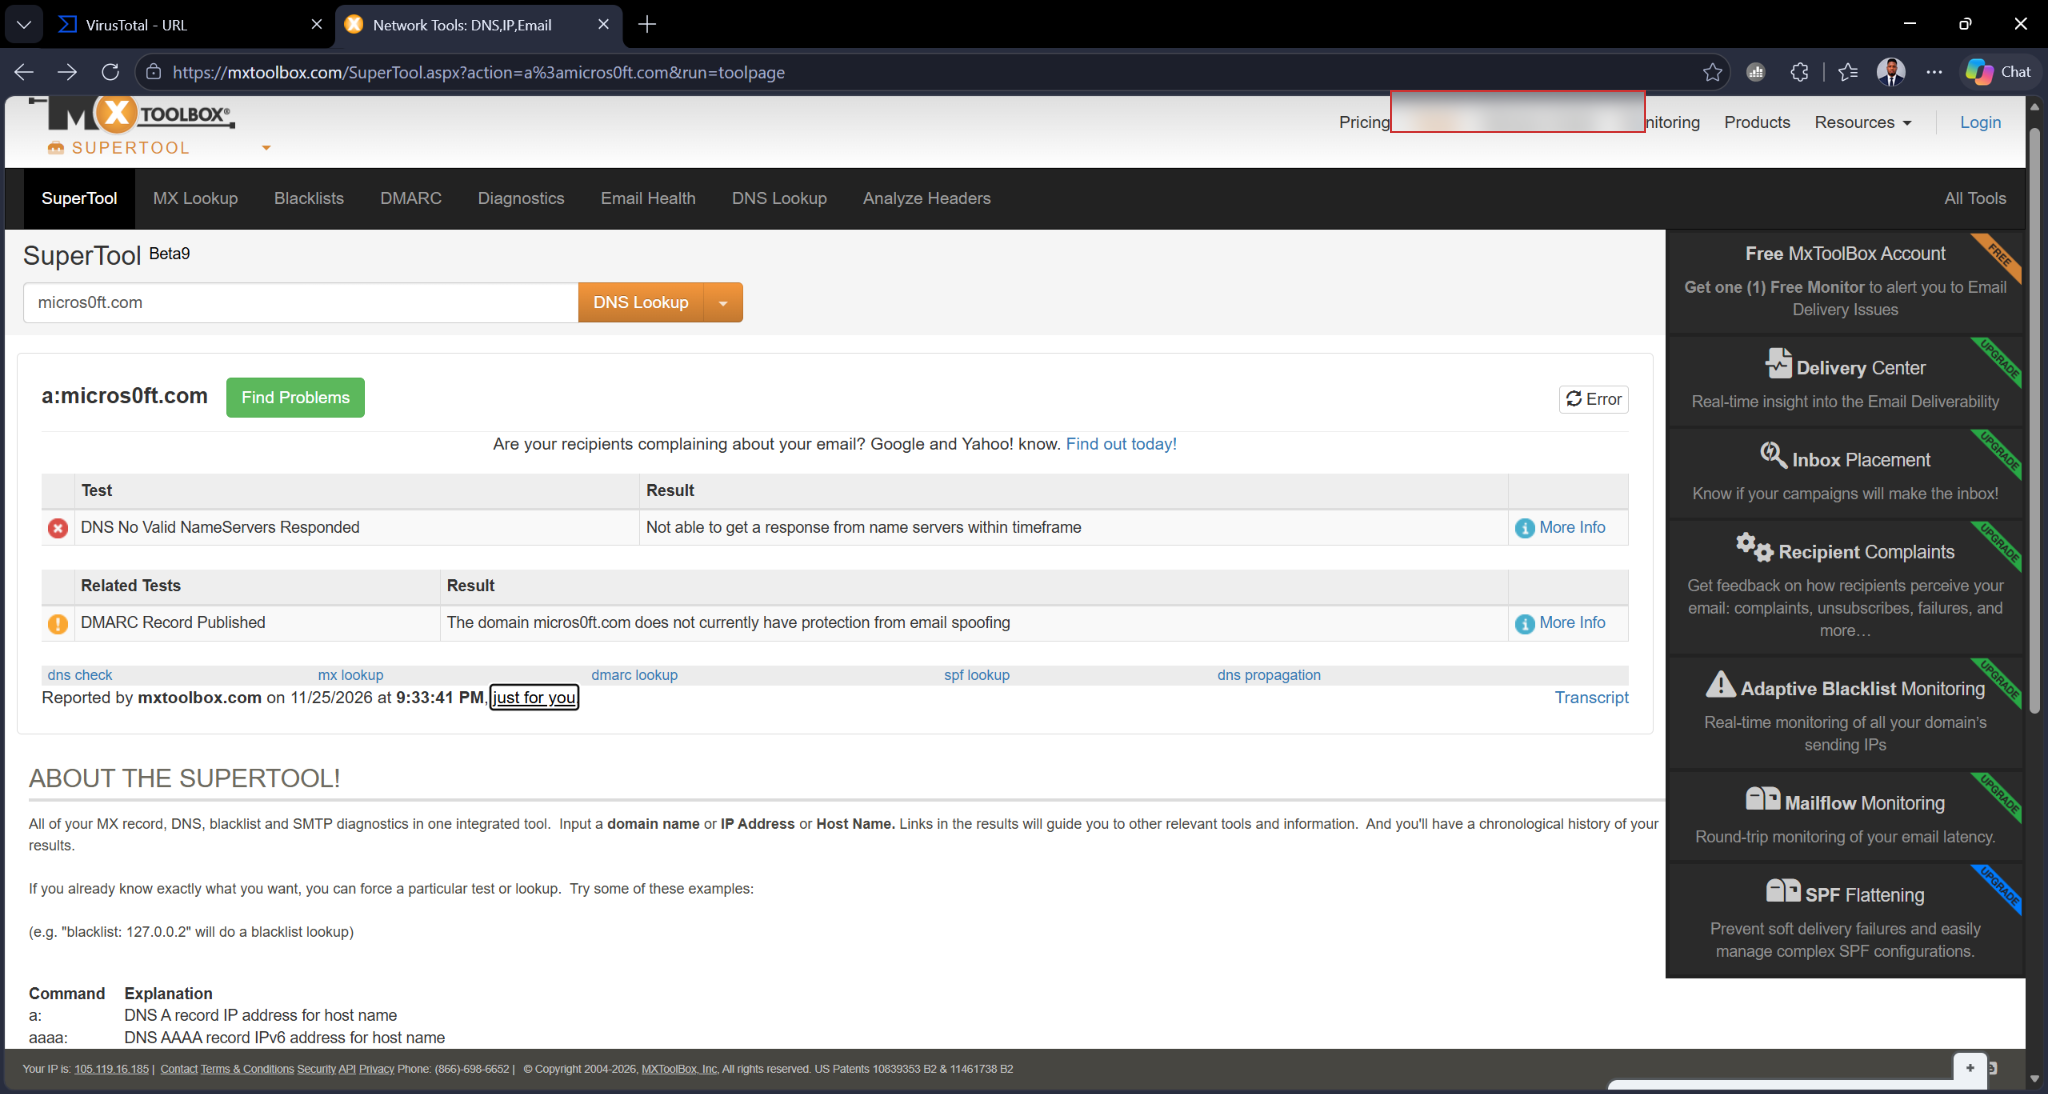 VirusTotal - URL
Network Tools: DNS,IP,Email
https://mxtoolbox.com/SuperTool.aspx?action=a%3amicros0ft.com&run=toolpage
Chat
MX TOOLBOX®
SUPERTOOL
Pricing
nitoring
Products
Resources
Login
SuperTool
MX Lookup
Blacklists
DMARC
Diagnostics
Email Health
DNS Lookup
Analyze Headers
All Tools
SuperTool Beta9
micros0ft.com
DNS Lookup
a:micros0ft.com
Find Problems
Error
Are your recipients complaining about your email? Google and Yahoo! know. Find out today!
Test
Result
DNS No Valid NameServers Responded
Not able to get a response from name servers within timeframe
More Info
Related Tests
Result
DMARC Record Published
The domain micros0ft.com does not currently have protection from email spoofing
More Info
dns check
mx lookup
dmarc lookup
spf lookup
dns propagation
Reported by mxtoolbox.com on 11/25/2026 at 9:33:41 PM, just for you
Transcript
ABOUT THE SUPERTOOL!
All of your MX record, DNS, blacklist and SMTP diagnostics in one integrated tool. Input a domain name or IP Address or Host Name. Links in the results will guide you to other relevant tools and information. And you'll have a chronological history of your
results.
If you already know exactly what you want, you can force a particular test or lookup. Try some of these examples:
(e.g. "blacklist: 127.0.0.2" will do a blacklist lookup)
Command
Explanation
a:
DNS A record IP address for host name
aaaa:
DNS AAAA record IPv6 address for host name
Free MxToolBox Account
FREE
Get one (1) Free Monitor to alert you to Email
Delivery Issues
Delivery Center
UPGRADE
Real-time insight into the Email Deliverability
Inbox Placement
UPGRADE
Know if your campaigns will make the inbox!
Recipient Complaints
UPGRADE
Get feedback on how recipients perceive your
email: complaints, unsubscribes, failures, and
more…
Adaptive Blacklist Monitoring
UPGRADE
Real-time monitoring of all your domain's
sending IPs
Mailflow Monitoring
UPGRADE
Round-trip monitoring of your email latency.
SPF Flattening
UPGRADE
Prevent soft delivery failures and easily
manage complex SPF configurations.
Your IP is: 105.119.16.185 | Contact Terms & Conditions Security API Privacy Phone: (866)-698-6652 | © Copyright 2004-2026, MXToolBox, Inc, All rights reserved. US Patents 10839353 B2 & 11461738 B2